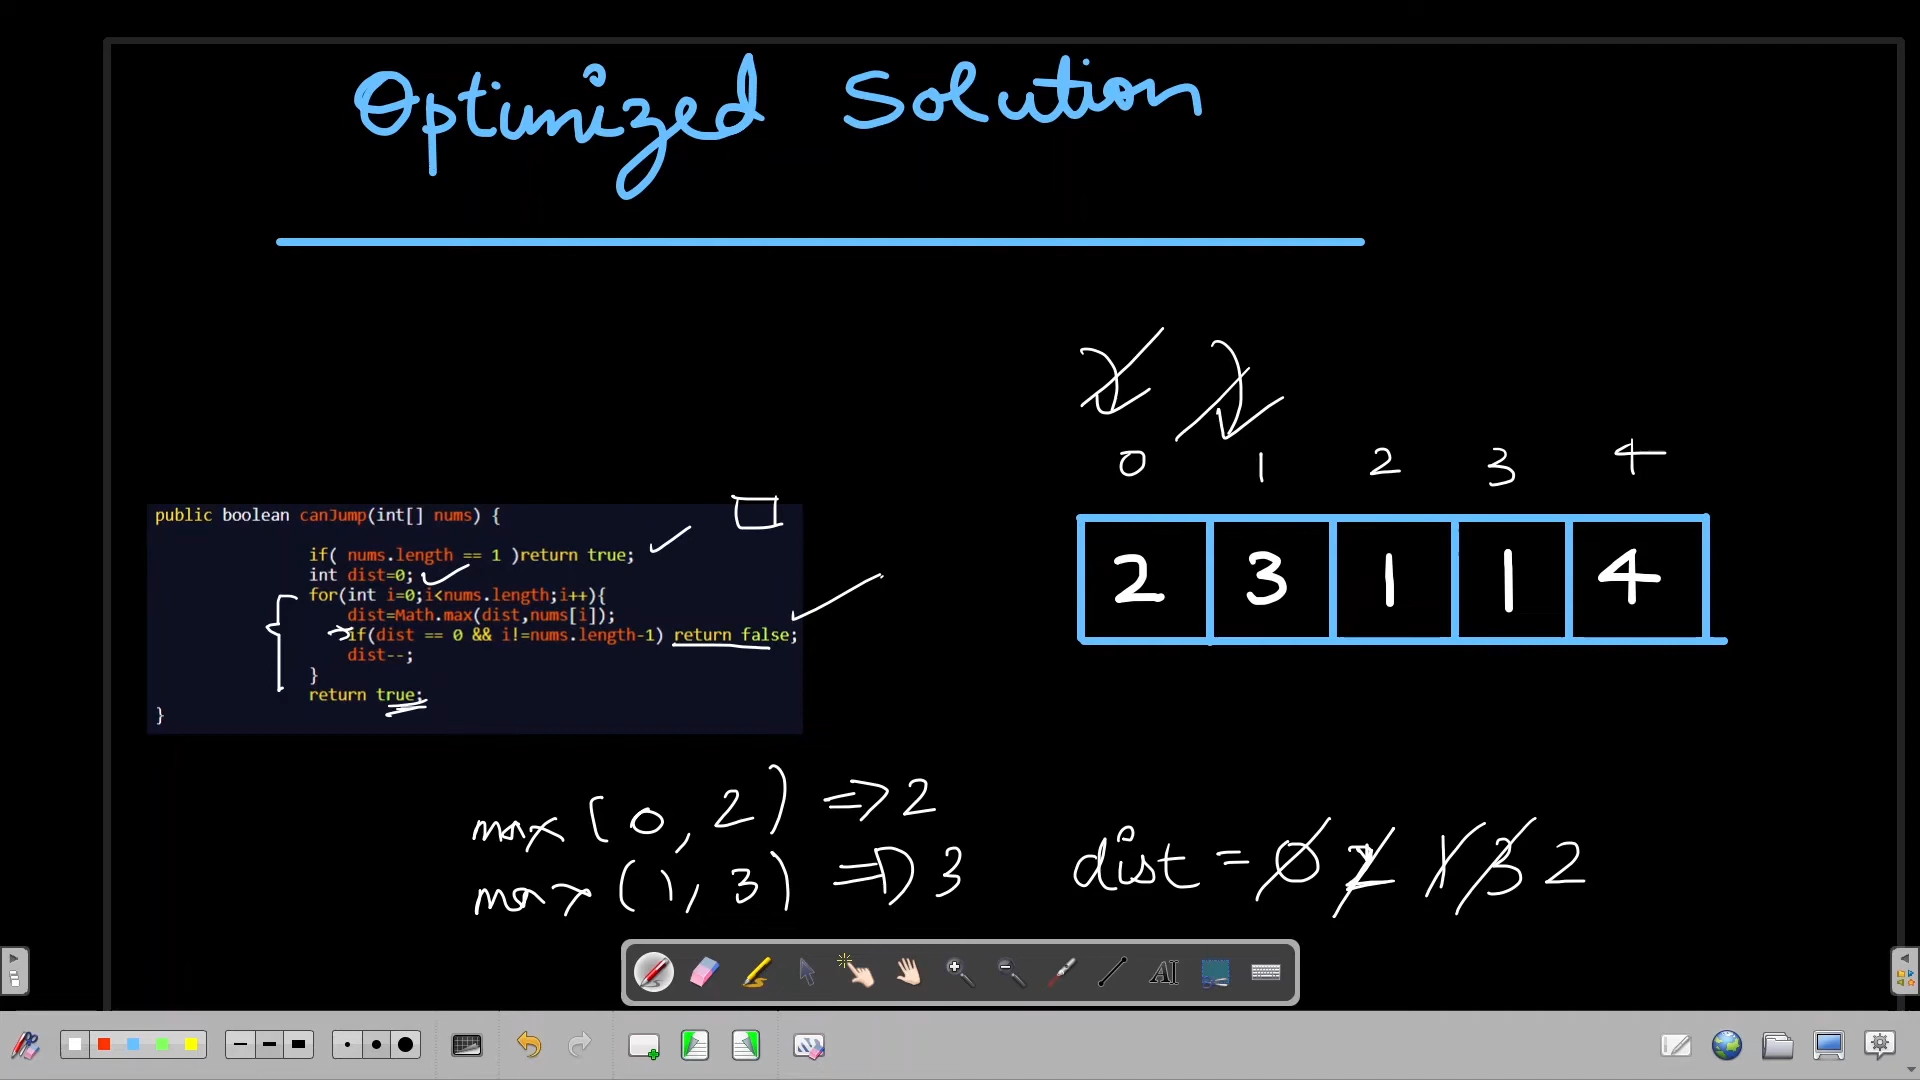 Optimized Solution
0 1 2 3 4
2 3 1 1 4
public boolean canJump(int[] nums) {
if( nums.length == 1 )return true;
int dist=0;
for(int i=0;i<nums.length;i++){
dist=Math.max(dist,nums[i]);
if(dist == 0 && i!=nums.length-1) return false;
dist--;
}
return true;
}
max(0,2) => 2
max(1,3) => 3
dist = 0 2 1 3 2
AI